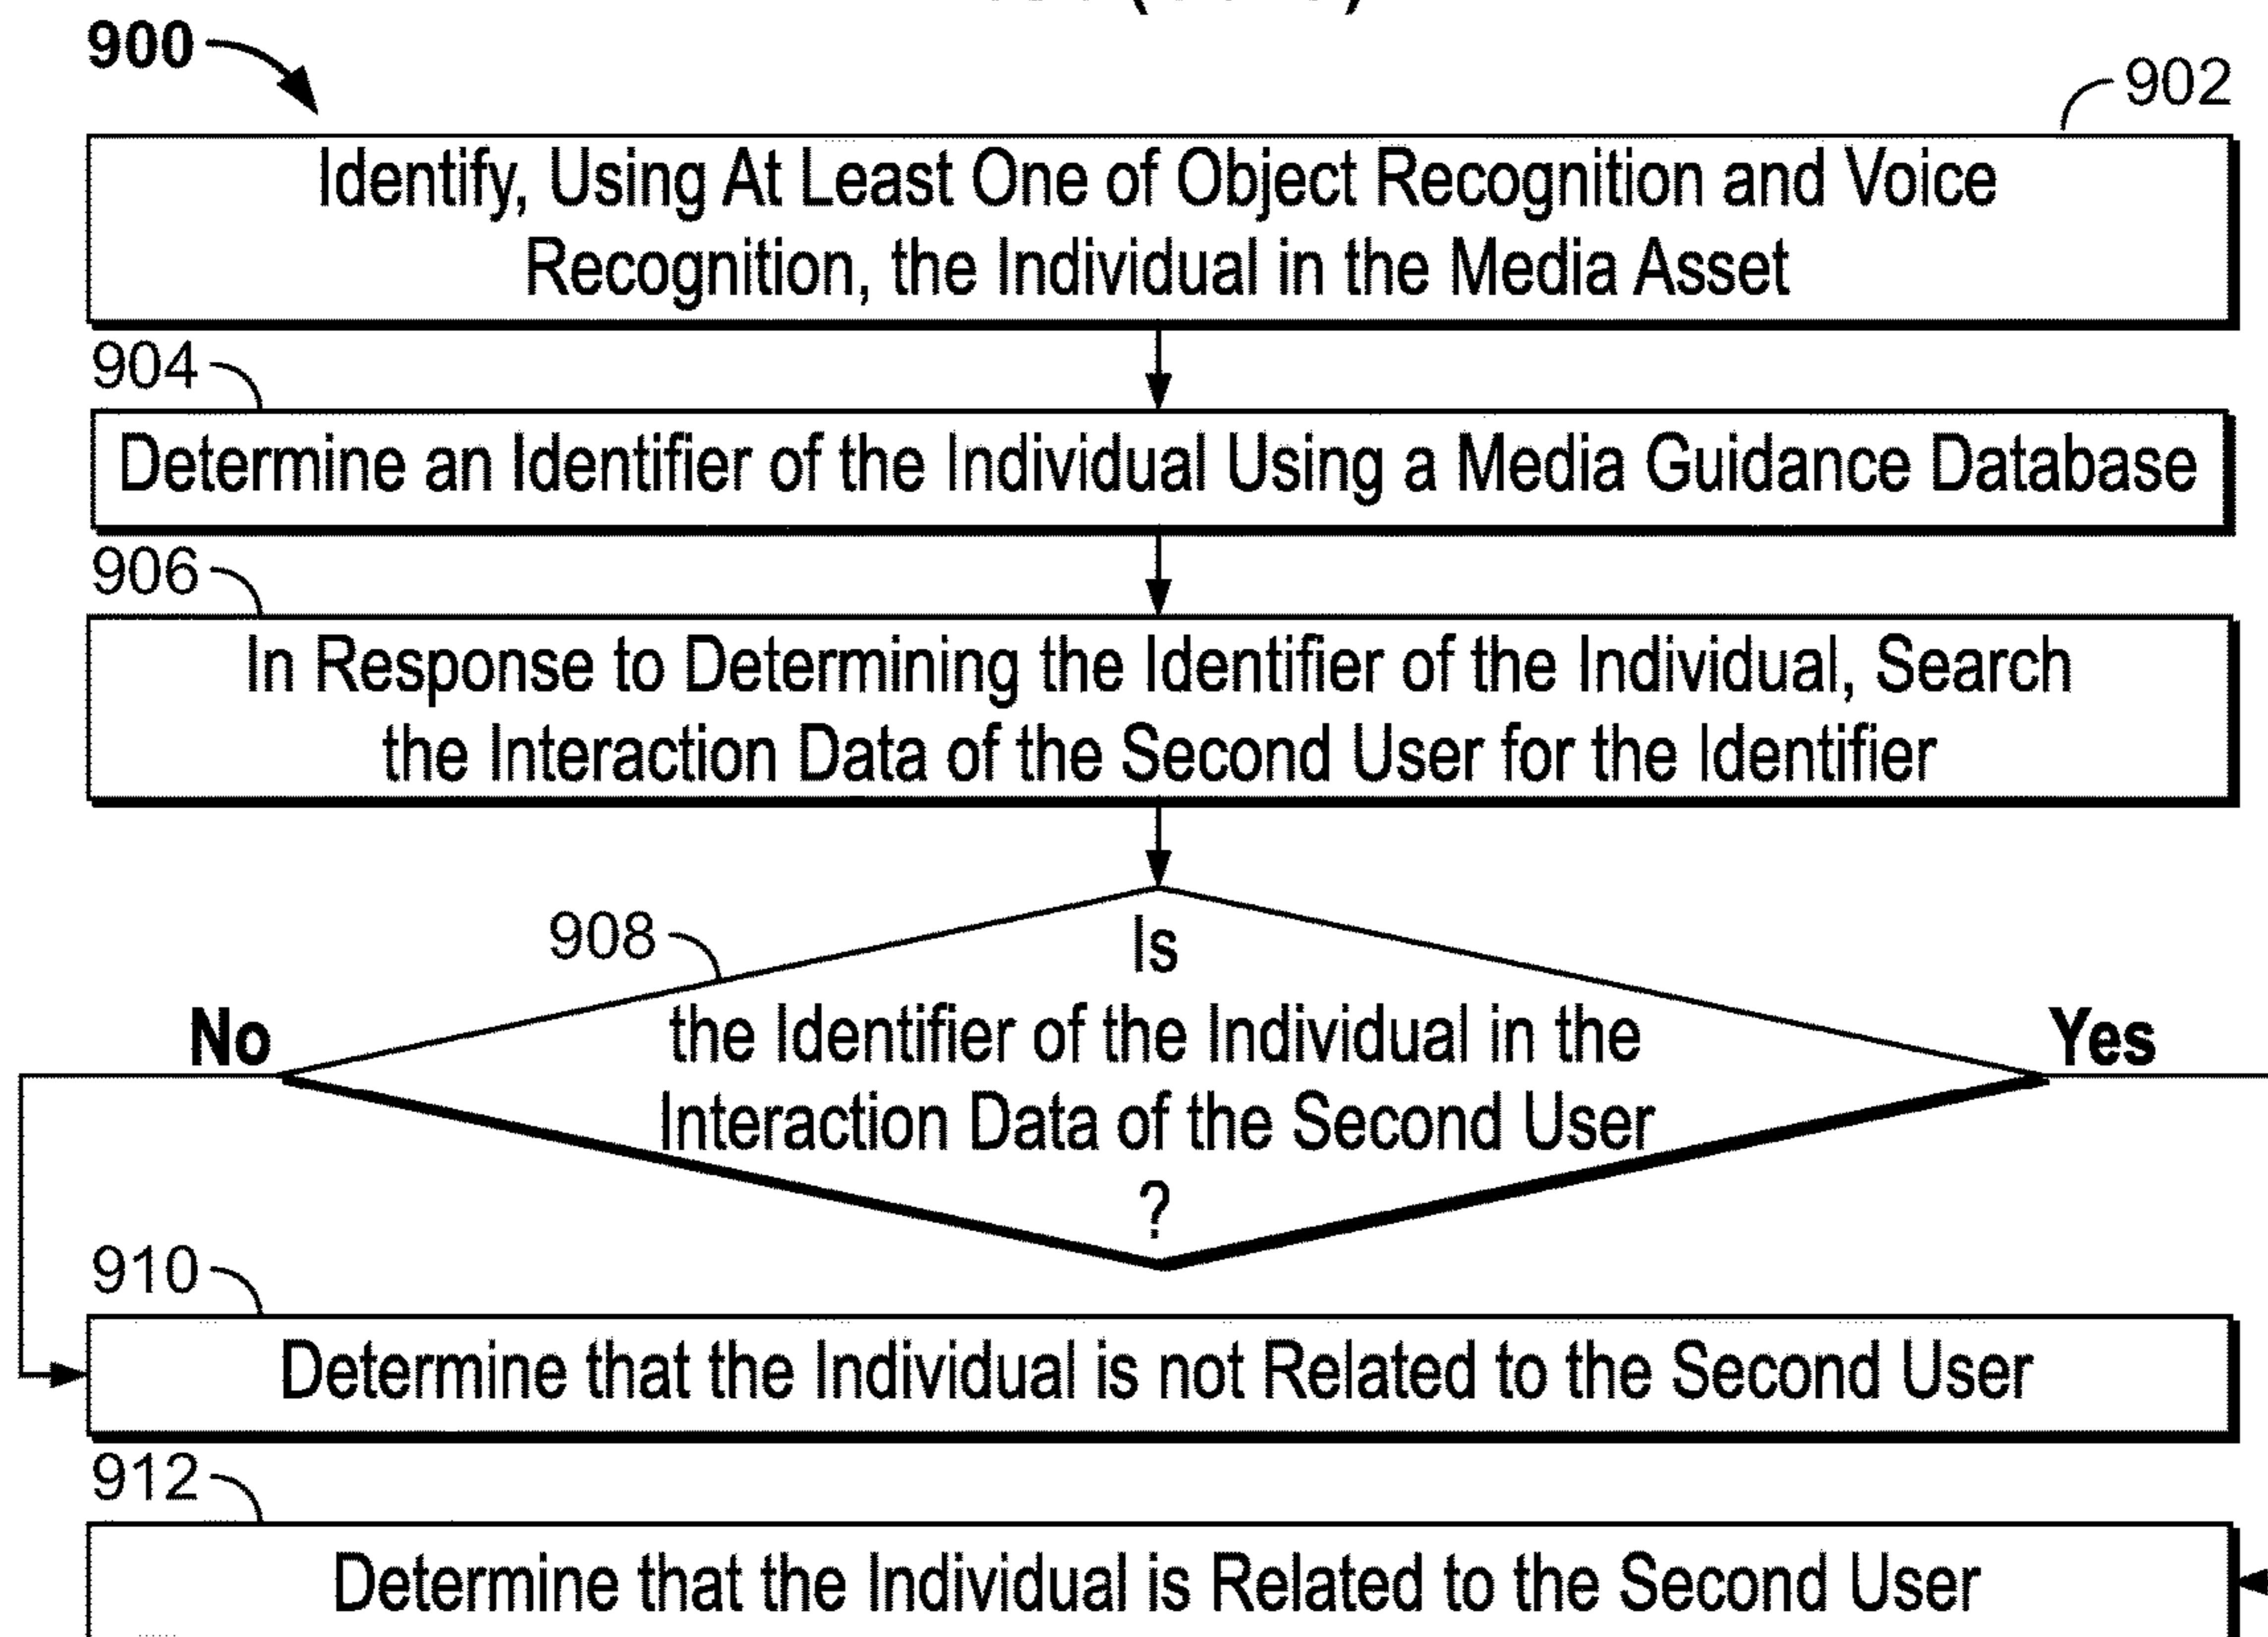 900
902
Identify, Using At Least One of Object Recognition and Voice
Recognition, the Individual in the Media Asset
904
Determine an Identifier of the Individual Using a Media Guidance Database
906
In Response to Determining the Identifier of the Individual, Search
the Interaction Data of the Second User for the Identifier
908
Is
the Identifier of the Individual in the
Interaction Data of the Second User
?
No
Yes
910
Determine that the Individual is not Related to the Second User
912
Determine that the Individual is Related to the Second User